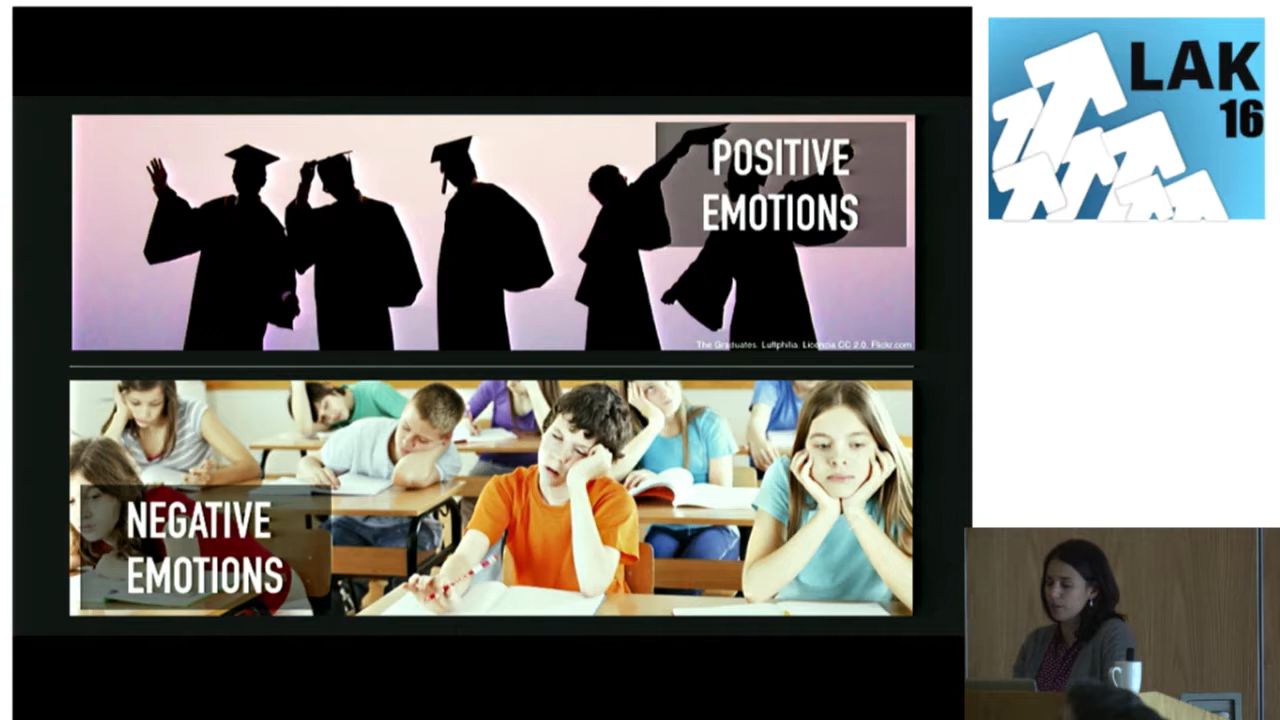 LAK
16
POSITIVE
EMOTIONS
The Graduates. Luftphilia. Licencia CC 2.0. Flickr.com
NEGATIVE
EMOTIONS